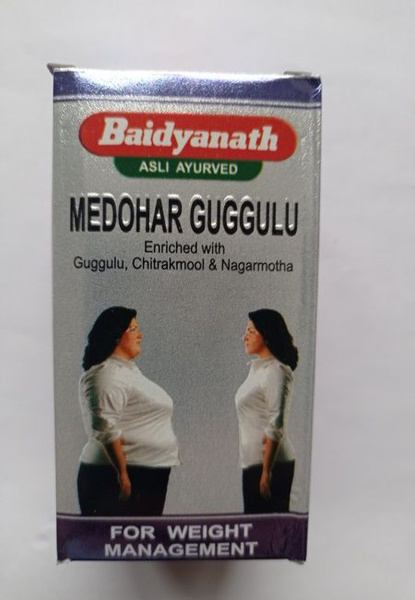 Baidyanath
ASLI AYURVED
MEDOHAR GUGGULU
Enriched with
Guggulu, Chitrakmool & Nagarmotha
FOR WEIGHT
MANAGEMENT